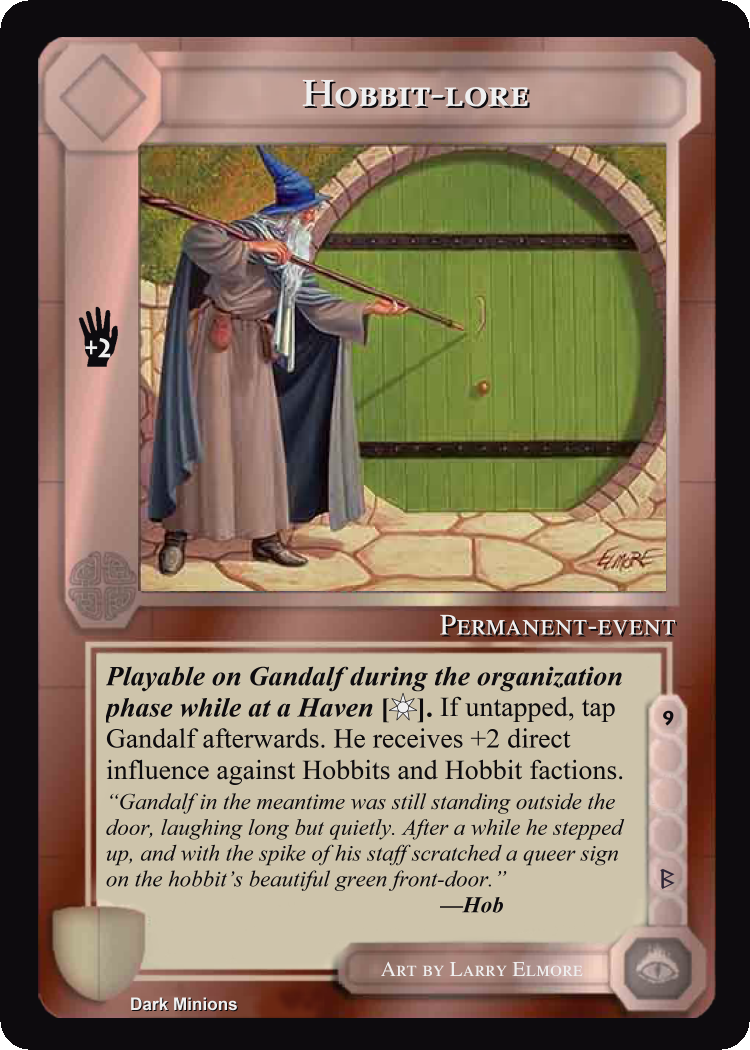 Hobbit-lore
+2
ELMORE
Permanent-event
Playable on Gandalf during the organization
phase while at a Haven [☼]. If untapped, tap
Gandalf afterwards. He receives +2 direct
influence against Hobbits and Hobbit factions.
“Gandalf in the meantime was still standing outside the
door, laughing long but quietly. After a while he stepped
up, and with the spike of his staff scratched a queer sign
on the hobbit’s beautiful green front-door.”
—Hob
9
ᛒ
Art by Larry Elmore
Dark Minions